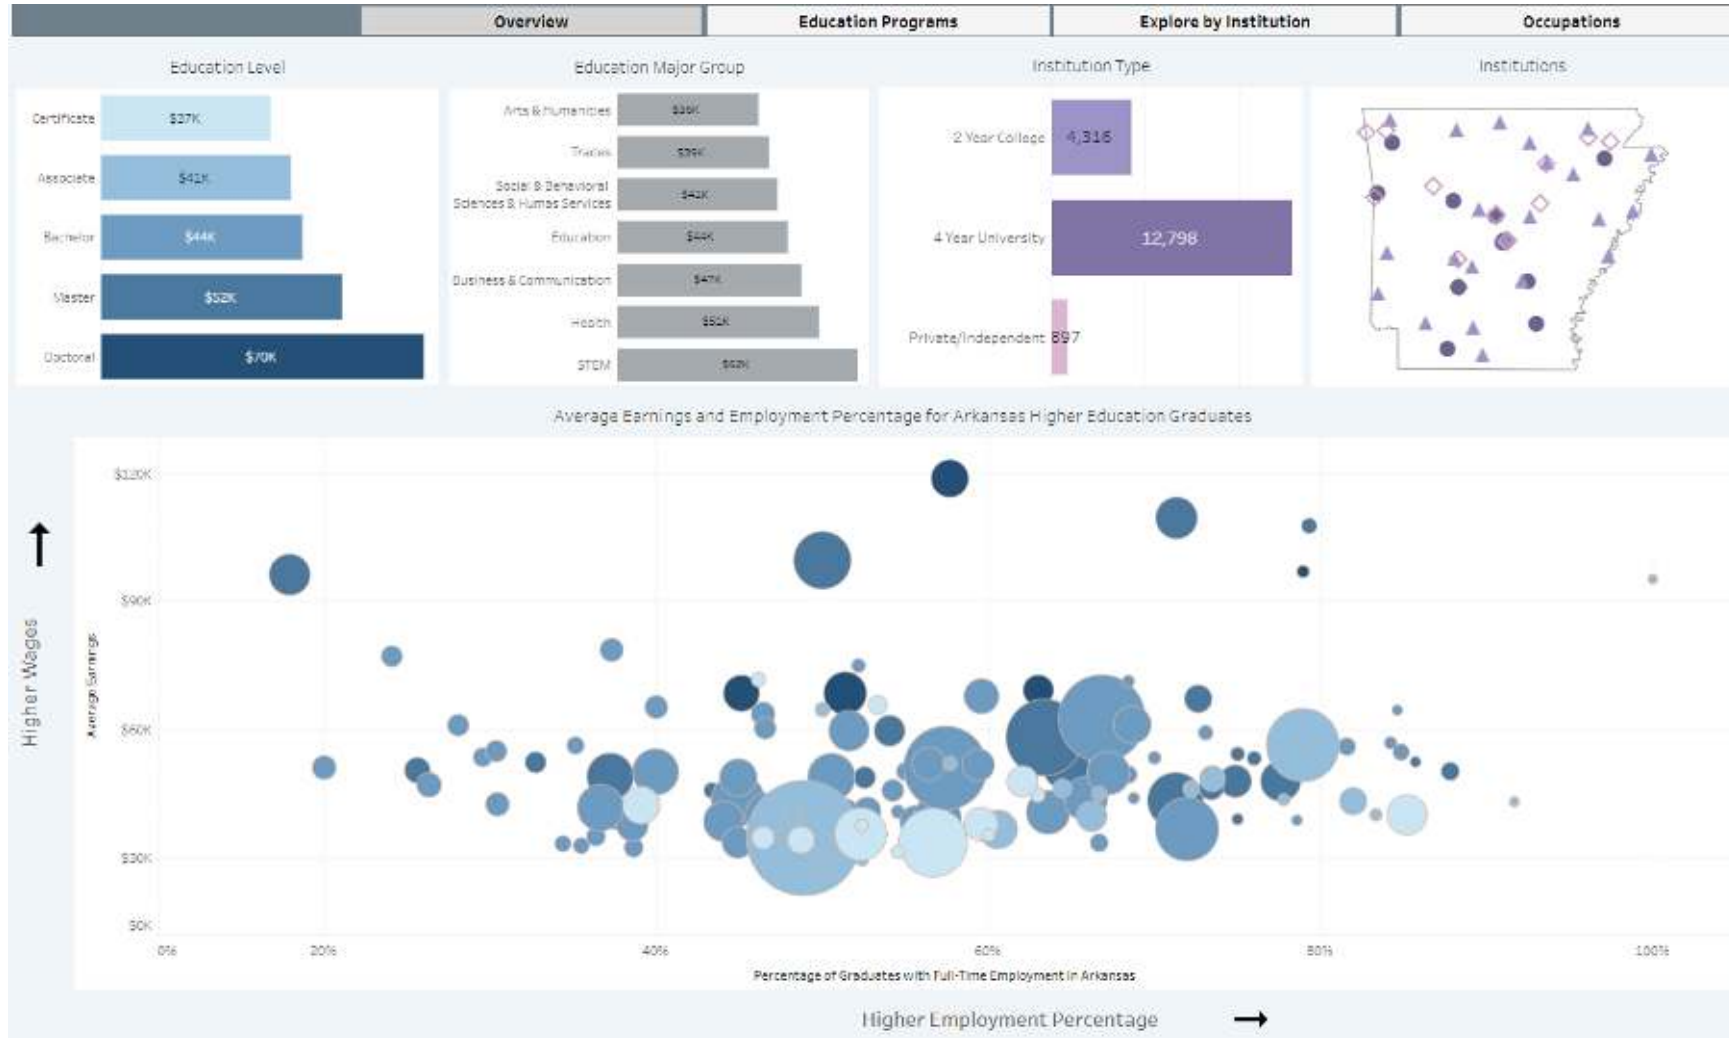 Overview
Education Programs
Explore by Institution
Occupations
Education Level
Certificate
$37K
Associate
$41K
Bachelor
$44K
Master
$52K
Doctoral
$70K
Education Major Group
Arts & Humanities
Trades
$39K
Social & Behavioral
Sciences & Human Services
Education
$44K
Business & Communication
$47K
Health
$51K
STEM
Institution Type
2 Year College
4,316
4 Year University
12,798
Private/Independent
897
Institutions
Average Earnings and Employment Percentage for Arkansas Higher Education Graduates
Higher Wages
Average Earnings
$120K
$90K
$60K
$30K
$0K
0%
20%
40%
60%
80%
100%
Percentage of Graduates with Full-Time Employment in Arkansas
Higher Employment Percentage